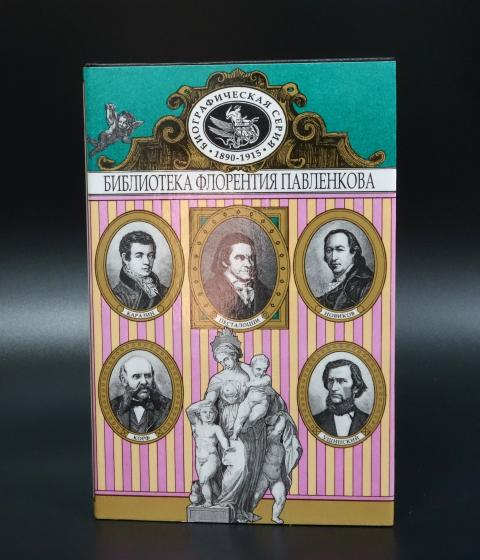 БИОГРАФИЧЕСКАЯ СЕРИЯ
• 1890-1915 •
БИБЛИОТЕКА ФЛОРЕНТИЯ ПАВЛЕНКОВА
КАРАЗИН
ПЕСТАЛОЦЦИ
НОВИКОВ
КОРФ
УШИНСКИЙ